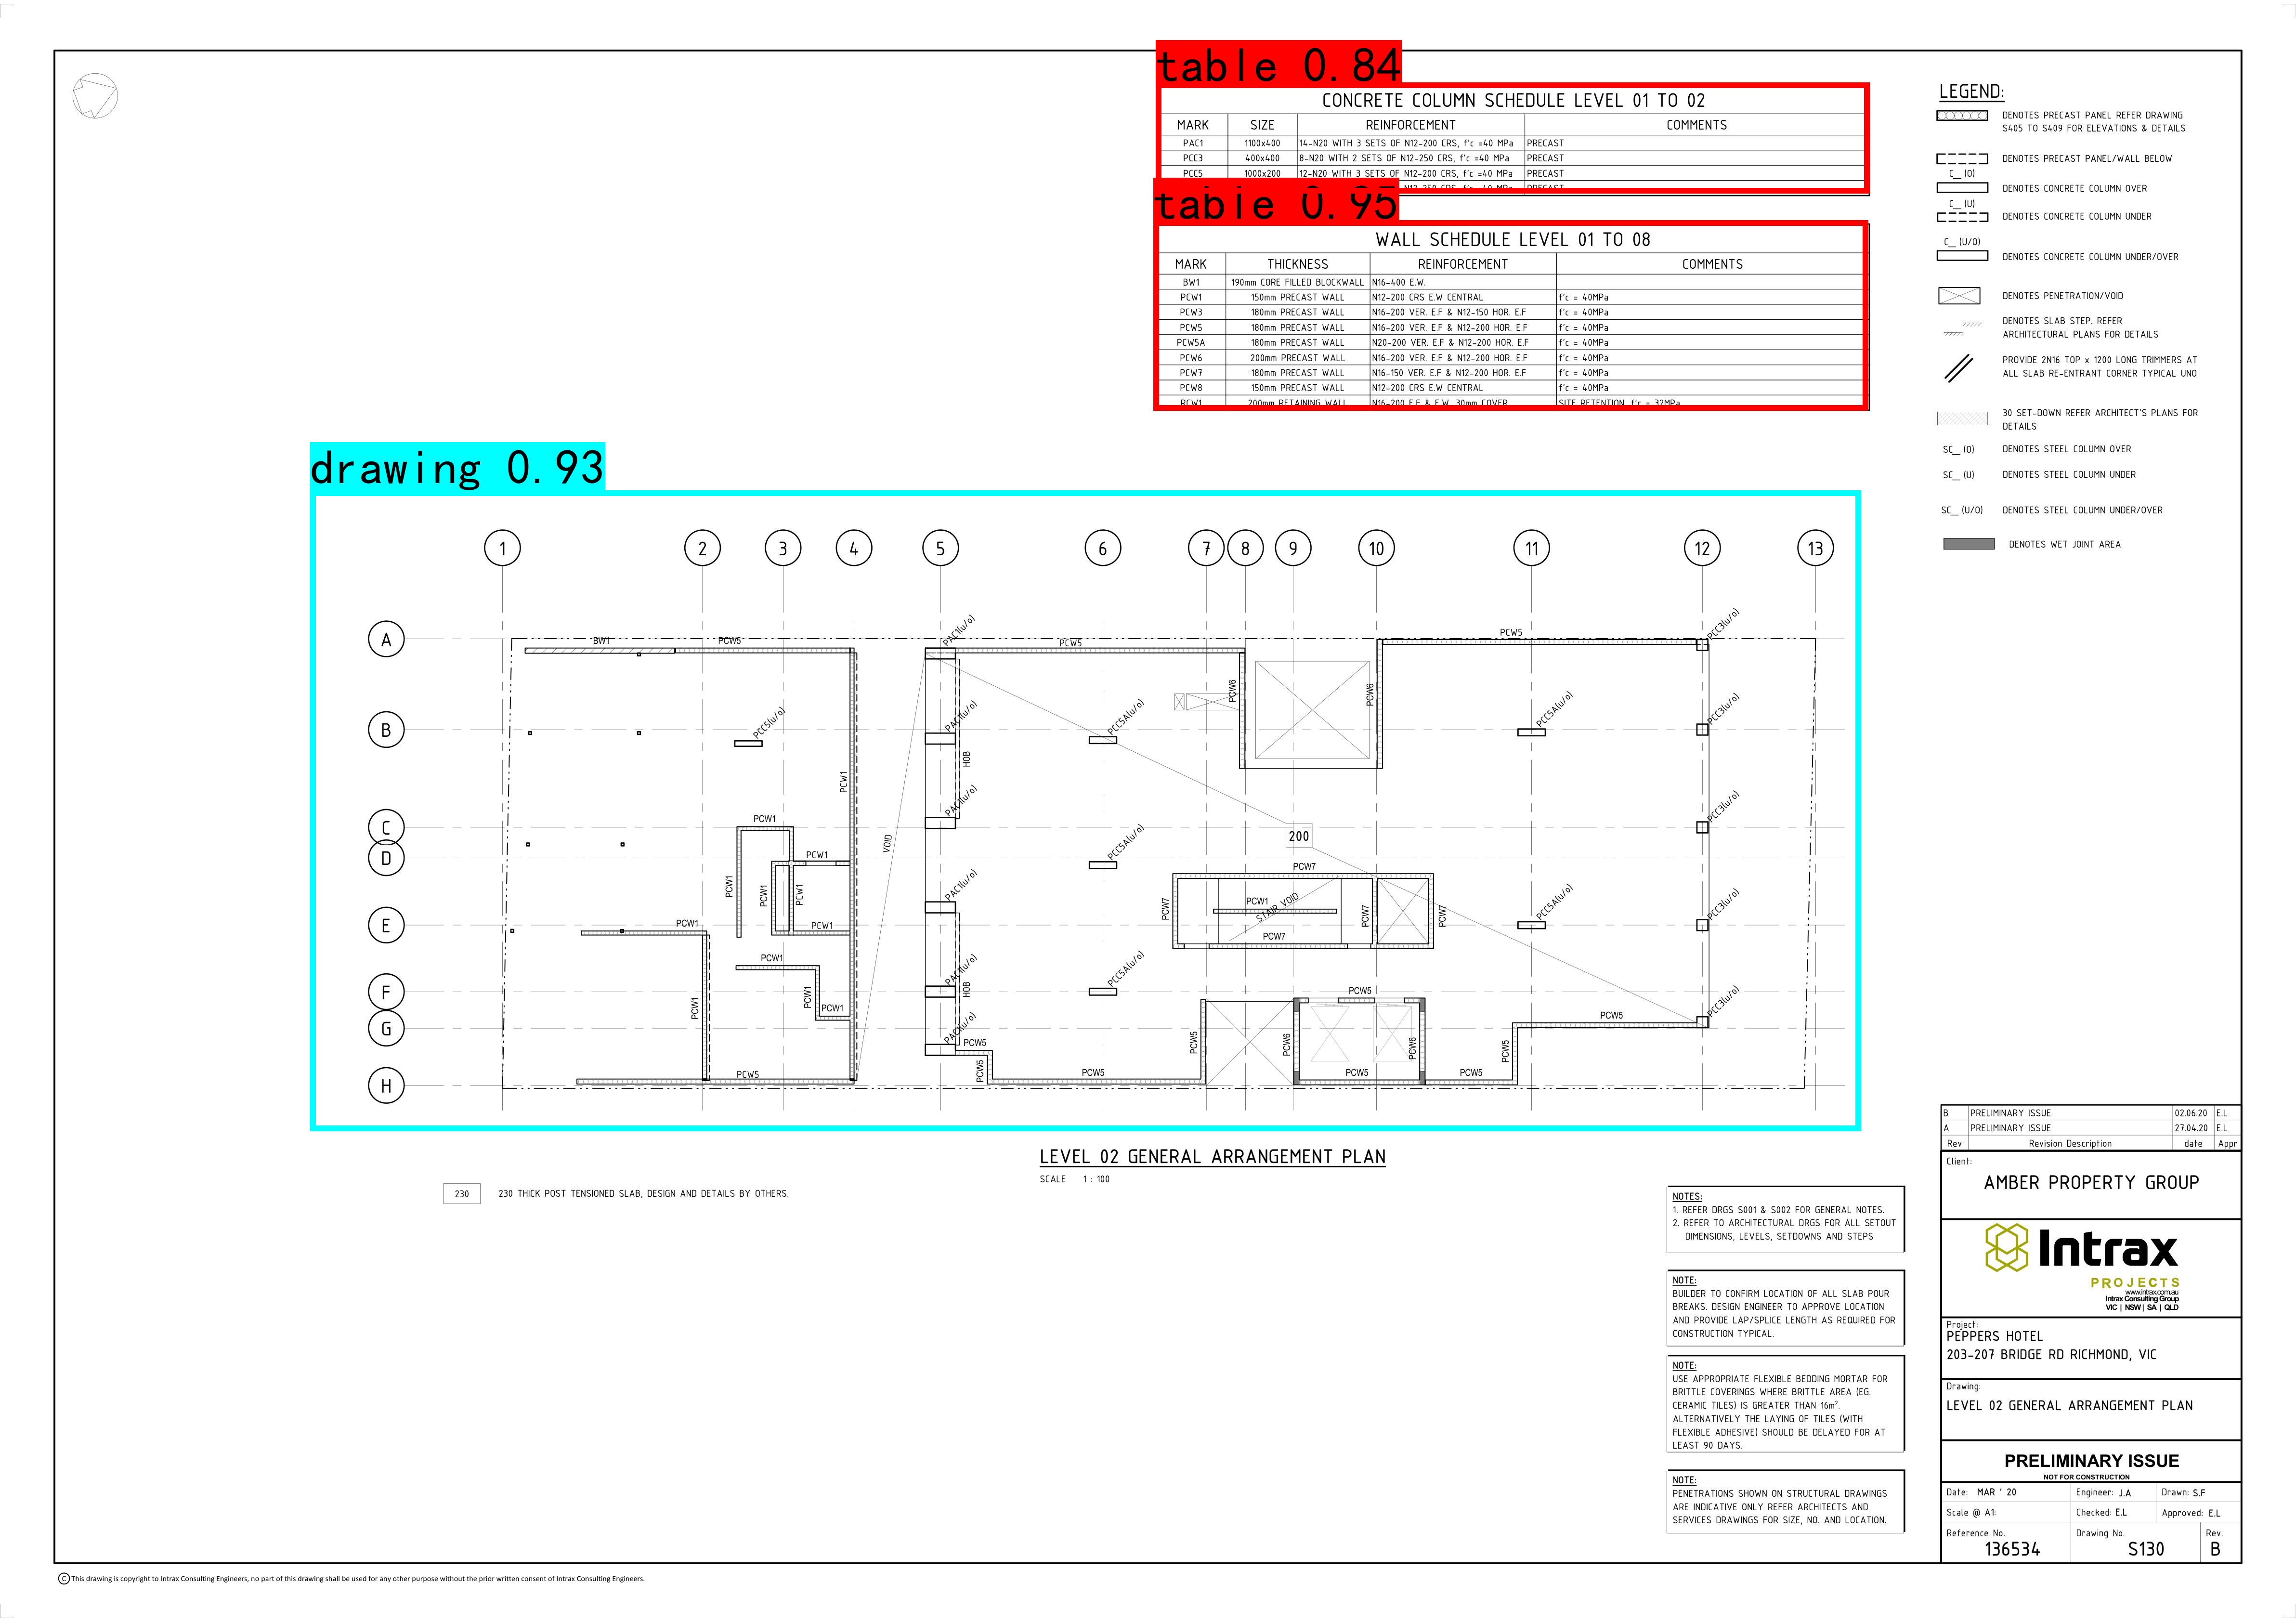 table 0.84
CONCRETE COLUMN SCHEDULE LEVEL 01 TO 02
MARK SIZE REINFORCEMENT COMMENTS
PAC1 1100x400 14-N20 WITH 3 SETS OF N12-200 CRS, f'c =40 MPa PRECAST
PCC3 400x400 8-N20 WITH 2 SETS OF N12-250 CRS, f'c =40 MPa PRECAST
PCC5 1000x200 12-N20 WITH 3 SETS OF N12-200 CRS, f'c =40 MPa PRECAST
table 0.95
WALL SCHEDULE LEVEL 01 TO 08
MARK THICKNESS REINFORCEMENT COMMENTS
BW1 190mm CORE FILLED BLOCKWALL N16-400 E.W.
PCW1 150mm PRECAST WALL N12-200 CRS E.W CENTRAL f'c = 40MPa
PCW3 180mm PRECAST WALL N16-200 VER. E.F & N12-150 HOR. E.F f'c = 40MPa
PCW5 180mm PRECAST WALL N16-200 VER. E.F & N12-200 HOR. E.F f'c = 40MPa
PCW5A 180mm PRECAST WALL N20-200 VER. E.F & N12-200 HOR. E.F f'c = 40MPa
PCW6 200mm PRECAST WALL N16-200 VER. E.F & N12-200 HOR. E.F f'c = 40MPa
PCW7 180mm PRECAST WALL N16-150 VER. E.F & N12-200 HOR. E.F f'c = 40MPa
PCW8 150mm PRECAST WALL N12-200 CRS E.W CENTRAL f'c = 40MPa
RCW1 200mm RETAINING WALL N16-200 E.F & E.W, 30mm COVER SITE RETENTION, f'c = 32MPa
LEGEND:
DENOTES PRECAST PANEL REFER DRAWING
S405 TO S409 FOR ELEVATIONS & DETAILS
DENOTES PRECAST PANEL/WALL BELOW
C__ (O)
DENOTES CONCRETE COLUMN OVER
C__ (U)
DENOTES CONCRETE COLUMN UNDER
C__ (U/O)
DENOTES CONCRETE COLUMN UNDER/OVER
DENOTES PENETRATION/VOID
DENOTES SLAB STEP. REFER
ARCHITECTURAL PLANS FOR DETAILS
PROVIDE 2N16 TOP x 1200 LONG TRIMMERS AT
ALL SLAB RE-ENTRANT CORNER TYPICAL UNO
30 SET-DOWN REFER ARCHITECT'S PLANS FOR
DETAILS
SC__ (O) DENOTES STEEL COLUMN OVER
SC__ (U) DENOTES STEEL COLUMN UNDER
SC__ (U/O) DENOTES STEEL COLUMN UNDER/OVER
DENOTES WET JOINT AREA
drawing 0.93
1 2 3 4 5 6 7 8 9 10 11 12 13
A
BW1 PCW5 PAC1(u/o) PCW5 PCW5 PCC3(u/o)
PCW6 PCW6
B
PCC5(u/o) PAC1(u/o) PCC5A(u/o) PCC5A(u/o) PCC3(u/o)
HOB
PCW1
PAC1(u/o) PCC3(u/o)
C
PCW1 VOID 200
D
PCW1 PCC5A(u/o)
PCW7
PCW1 PCW1 PCW1 PAC1(u/o) PCW7 PCW1 STAIR VOID PCW7 PCW7 PCC5A(u/o) PCC3(u/o)
E
PCW1 PCW1 PCW7
PCW1
PAC1(u/o) PCC5A(u/o)
F
PCW1 PCW1 PCW1 HOB PCW5 PCC3(u/o)
G
PAC1(u/o) PCW5 PCW5
PCW5 PCW5 PCW6 PCW6 PCW5
H
PCW5 PCW5 PCW5 PCW5
LEVEL 02 GENERAL ARRANGEMENT PLAN
SCALE 1 : 100
230 230 THICK POST TENSIONED SLAB, DESIGN AND DETAILS BY OTHERS.
NOTES:
1. REFER DRGS S001 & S002 FOR GENERAL NOTES.
2. REFER TO ARCHITECTURAL DRGS FOR ALL SETOUT
DIMENSIONS, LEVELS, SETDOWNS AND STEPS
NOTE:
BUILDER TO CONFIRM LOCATION OF ALL SLAB POUR
BREAKS. DESIGN ENGINEER TO APPROVE LOCATION
AND PROVIDE LAP/SPLICE LENGTH AS REQUIRED FOR
CONSTRUCTION TYPICAL.
NOTE:
USE APPROPRIATE FLEXIBLE BEDDING MORTAR FOR
BRITTLE COVERINGS WHERE BRITTLE AREA (EG.
CERAMIC TILES) IS GREATER THAN 16m².
ALTERNATIVELY THE LAYING OF TILES (WITH
FLEXIBLE ADHESIVE) SHOULD BE DELAYED FOR AT
LEAST 90 DAYS.
NOTE:
PENETRATIONS SHOWN ON STRUCTURAL DRAWINGS
ARE INDICATIVE ONLY REFER ARCHITECTS AND
SERVICES DRAWINGS FOR SIZE, NO. AND LOCATION.
B PRELIMINARY ISSUE 02.06.20 E.L
A PRELIMINARY ISSUE 27.04.20 E.L
Rev Revision Description date Appr
Client:
AMBER PROPERTY GROUP
Intrax
PROJECTS
www.intrax.com.au
Intrax Consulting Group
VIC | NSW | SA | QLD
Project:
PEPPERS HOTEL
203-207 BRIDGE RD RICHMOND, VIC
Drawing:
LEVEL 02 GENERAL ARRANGEMENT PLAN
PRELIMINARY ISSUE
NOT FOR CONSTRUCTION
Date: MAR ' 20 Engineer: J.A Drawn: S.F
Scale @ A1: Checked: E.L Approved: E.L
Reference No. Drawing No. Rev.
136534 S130 B
C This drawing is copyright to Intrax Consulting Engineers, no part of this drawing shall be used for any other purpose without the prior written consent of Intrax Consulting Engineers.